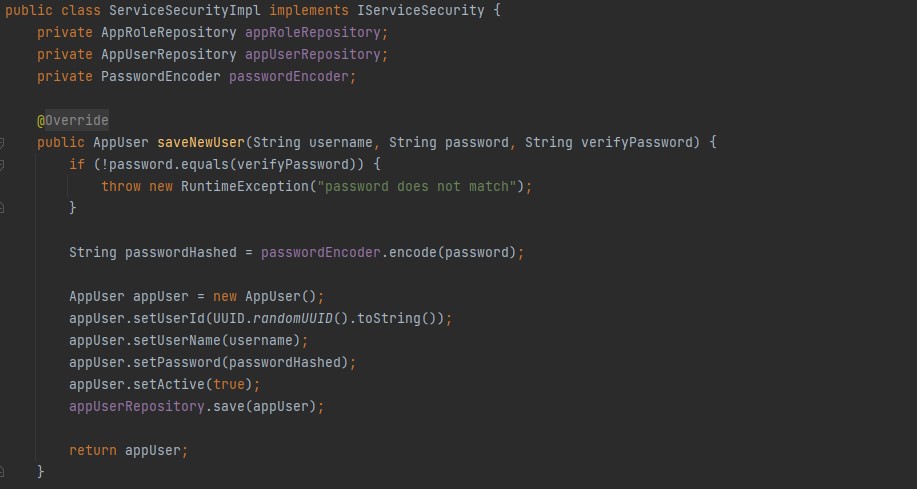 public class ServiceSecurityImpl implements IServiceSecurity {
private AppRoleRepository appRoleRepository;
private AppUserRepository appUserRepository;
private PasswordEncoder passwordEncoder;
@Override
public AppUser saveNewUser(String username, String password, String verifyPassword) {
if (!password.equals(verifyPassword)) {
throw new RuntimeException("password does not match");
}
String passwordHashed = passwordEncoder.encode(password);
AppUser appUser = new AppUser();
appUser.setUserId(UUID.randomUUID().toString());
appUser.setUserName(username);
appUser.setPassword(passwordHashed);
appUser.setActive(true);
appUserRepository.save(appUser);
return appUser;
}